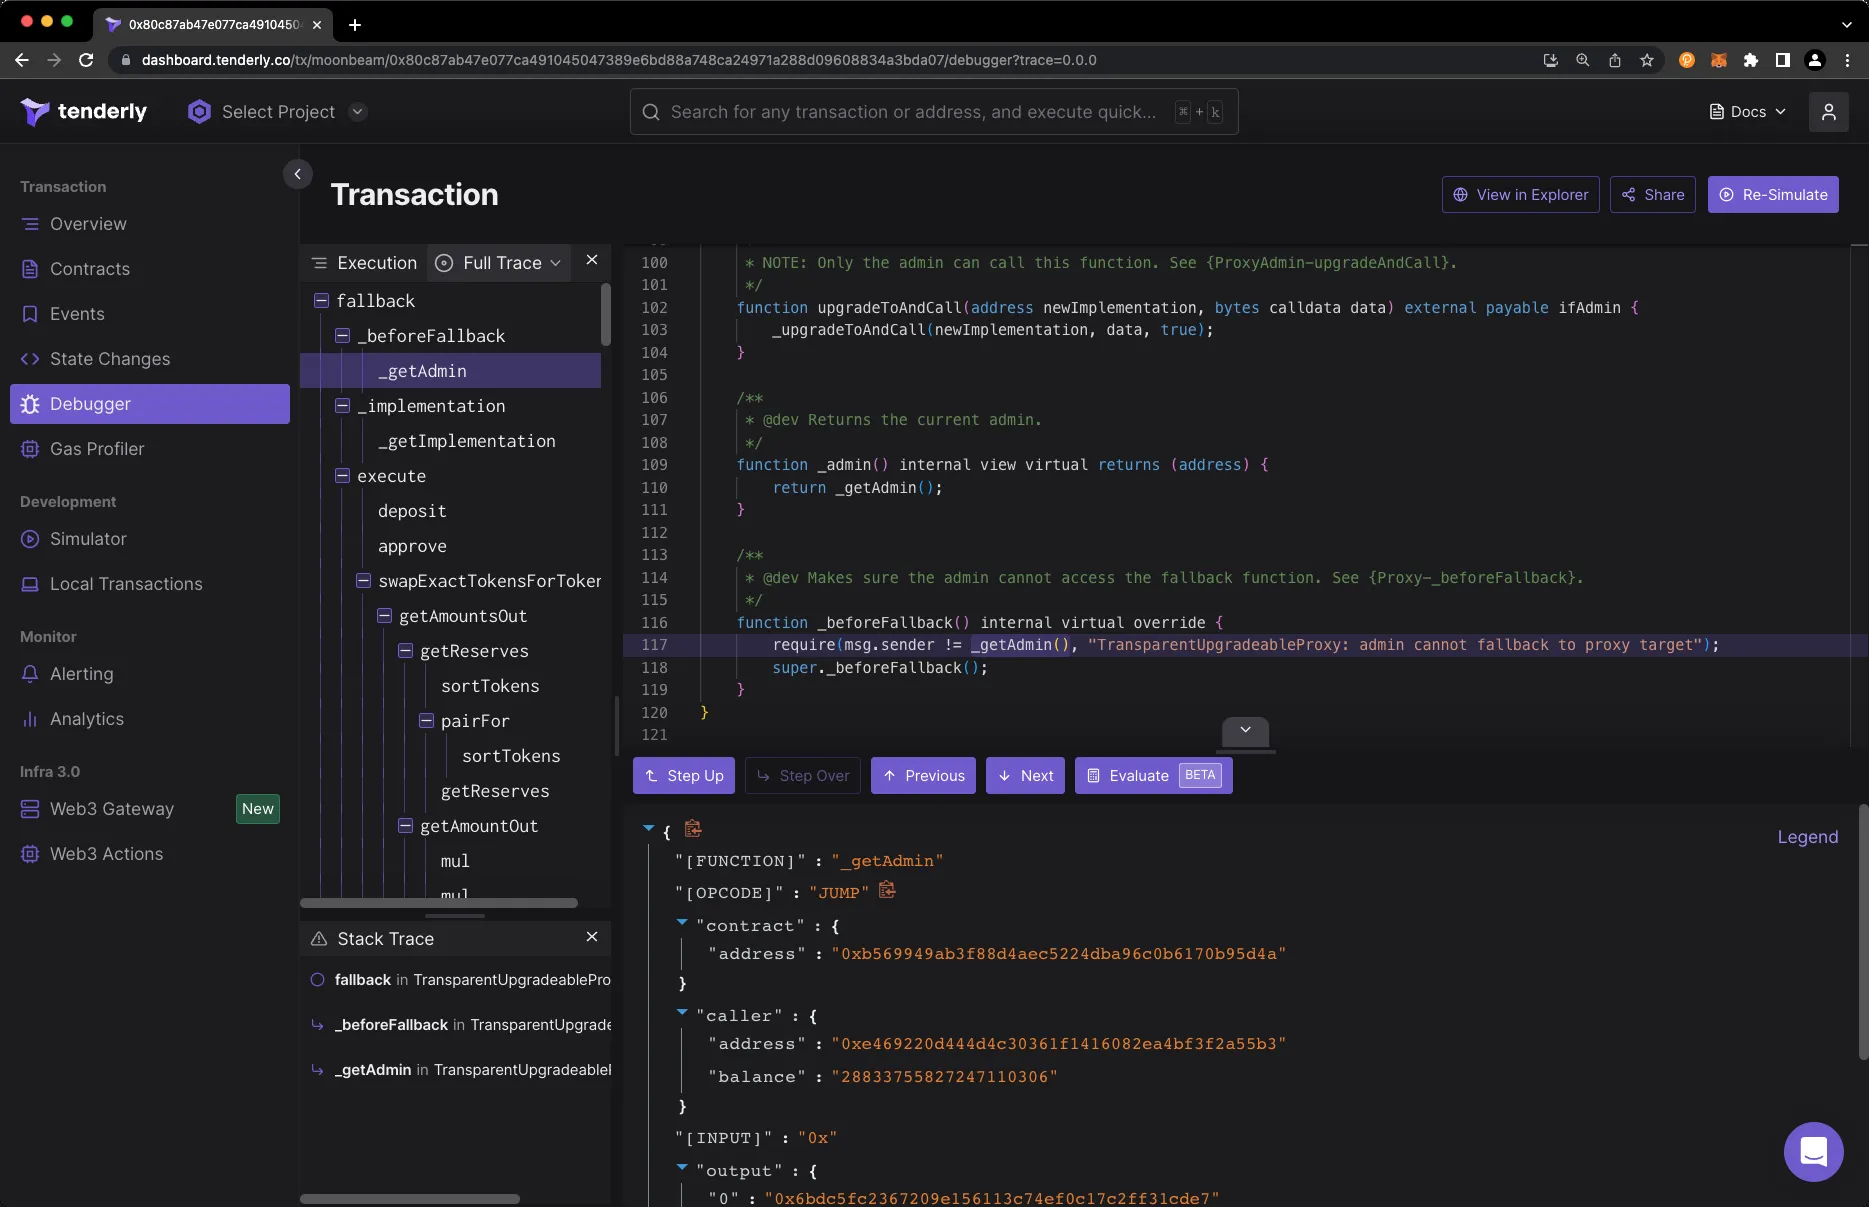 0x80c87ab47e077ca4910450
dashboard.tenderly.co/tx/moonbeam/0x80c87ab47e077ca491045047389e6bd88a748ca24971a288d09608834a3bda07/debugger?trace=0.0.0
tenderly
Select Project
Search for any transaction or address, and execute quick...
⌘ + k
Docs
Transaction
Overview
Contracts
Events
State Changes
Debugger
Gas Profiler
Development
Simulator
Local Transactions
Monitor
Alerting
Analytics
Infra 3.0
Web3 Gateway
New
Web3 Actions
Transaction
View in Explorer
Share
Re-Simulate
Execution
Full Trace
fallback
_beforeFallback
_getAdmin
_implementation
_getImplementation
execute
deposit
approve
swapExactTokensForToker
getAmountsOut
getReserves
sortTokens
pairFor
sortTokens
getReserves
getAmountOut
mul
mul
Stack Trace
fallback in TransparentUpgradeablePro
_beforeFallback in TransparentUpgrade
_getAdmin in TransparentUpgradeableP
100 * NOTE: Only the admin can call this function. See {ProxyAdmin-upgradeAndCall}.
101 */
102 function upgradeToAndCall(address newImplementation, bytes calldata data) external payable ifAdmin {
103 _upgradeToAndCall(newImplementation, data, true);
104 }
105
106 /**
107 * @dev Returns the current admin.
108 */
109 function _admin() internal view virtual returns (address) {
110 return _getAdmin();
111 }
112
113 /**
114 * @dev Makes sure the admin cannot access the fallback function. See {Proxy-_beforeFallback}.
115 */
116 function _beforeFallback() internal virtual override {
117 require(msg.sender != _getAdmin(), "TransparentUpgradeableProxy: admin cannot fallback to proxy target");
118 super._beforeFallback();
119 }
120 }
121
Step Up
Step Over
Previous
Next
Evaluate BETA
Legend
{
"[FUNCTION]" : "_getAdmin"
"[OPCODE]" : "JUMP"
"contract" : {
"address" : "0xb569949ab3f88d4aec5224dba96c0b6170b95d4a"
}
"caller" : {
"address" : "0xe469220d444d4c30361f1416082ea4bf3f2a55b3"
"balance" : "28833755827247110306"
}
"[INPUT]" : "0x"
"output" : {
"0" : "0x6bdc5fc2367209e156113c74ef0c17c2ff31cde7"